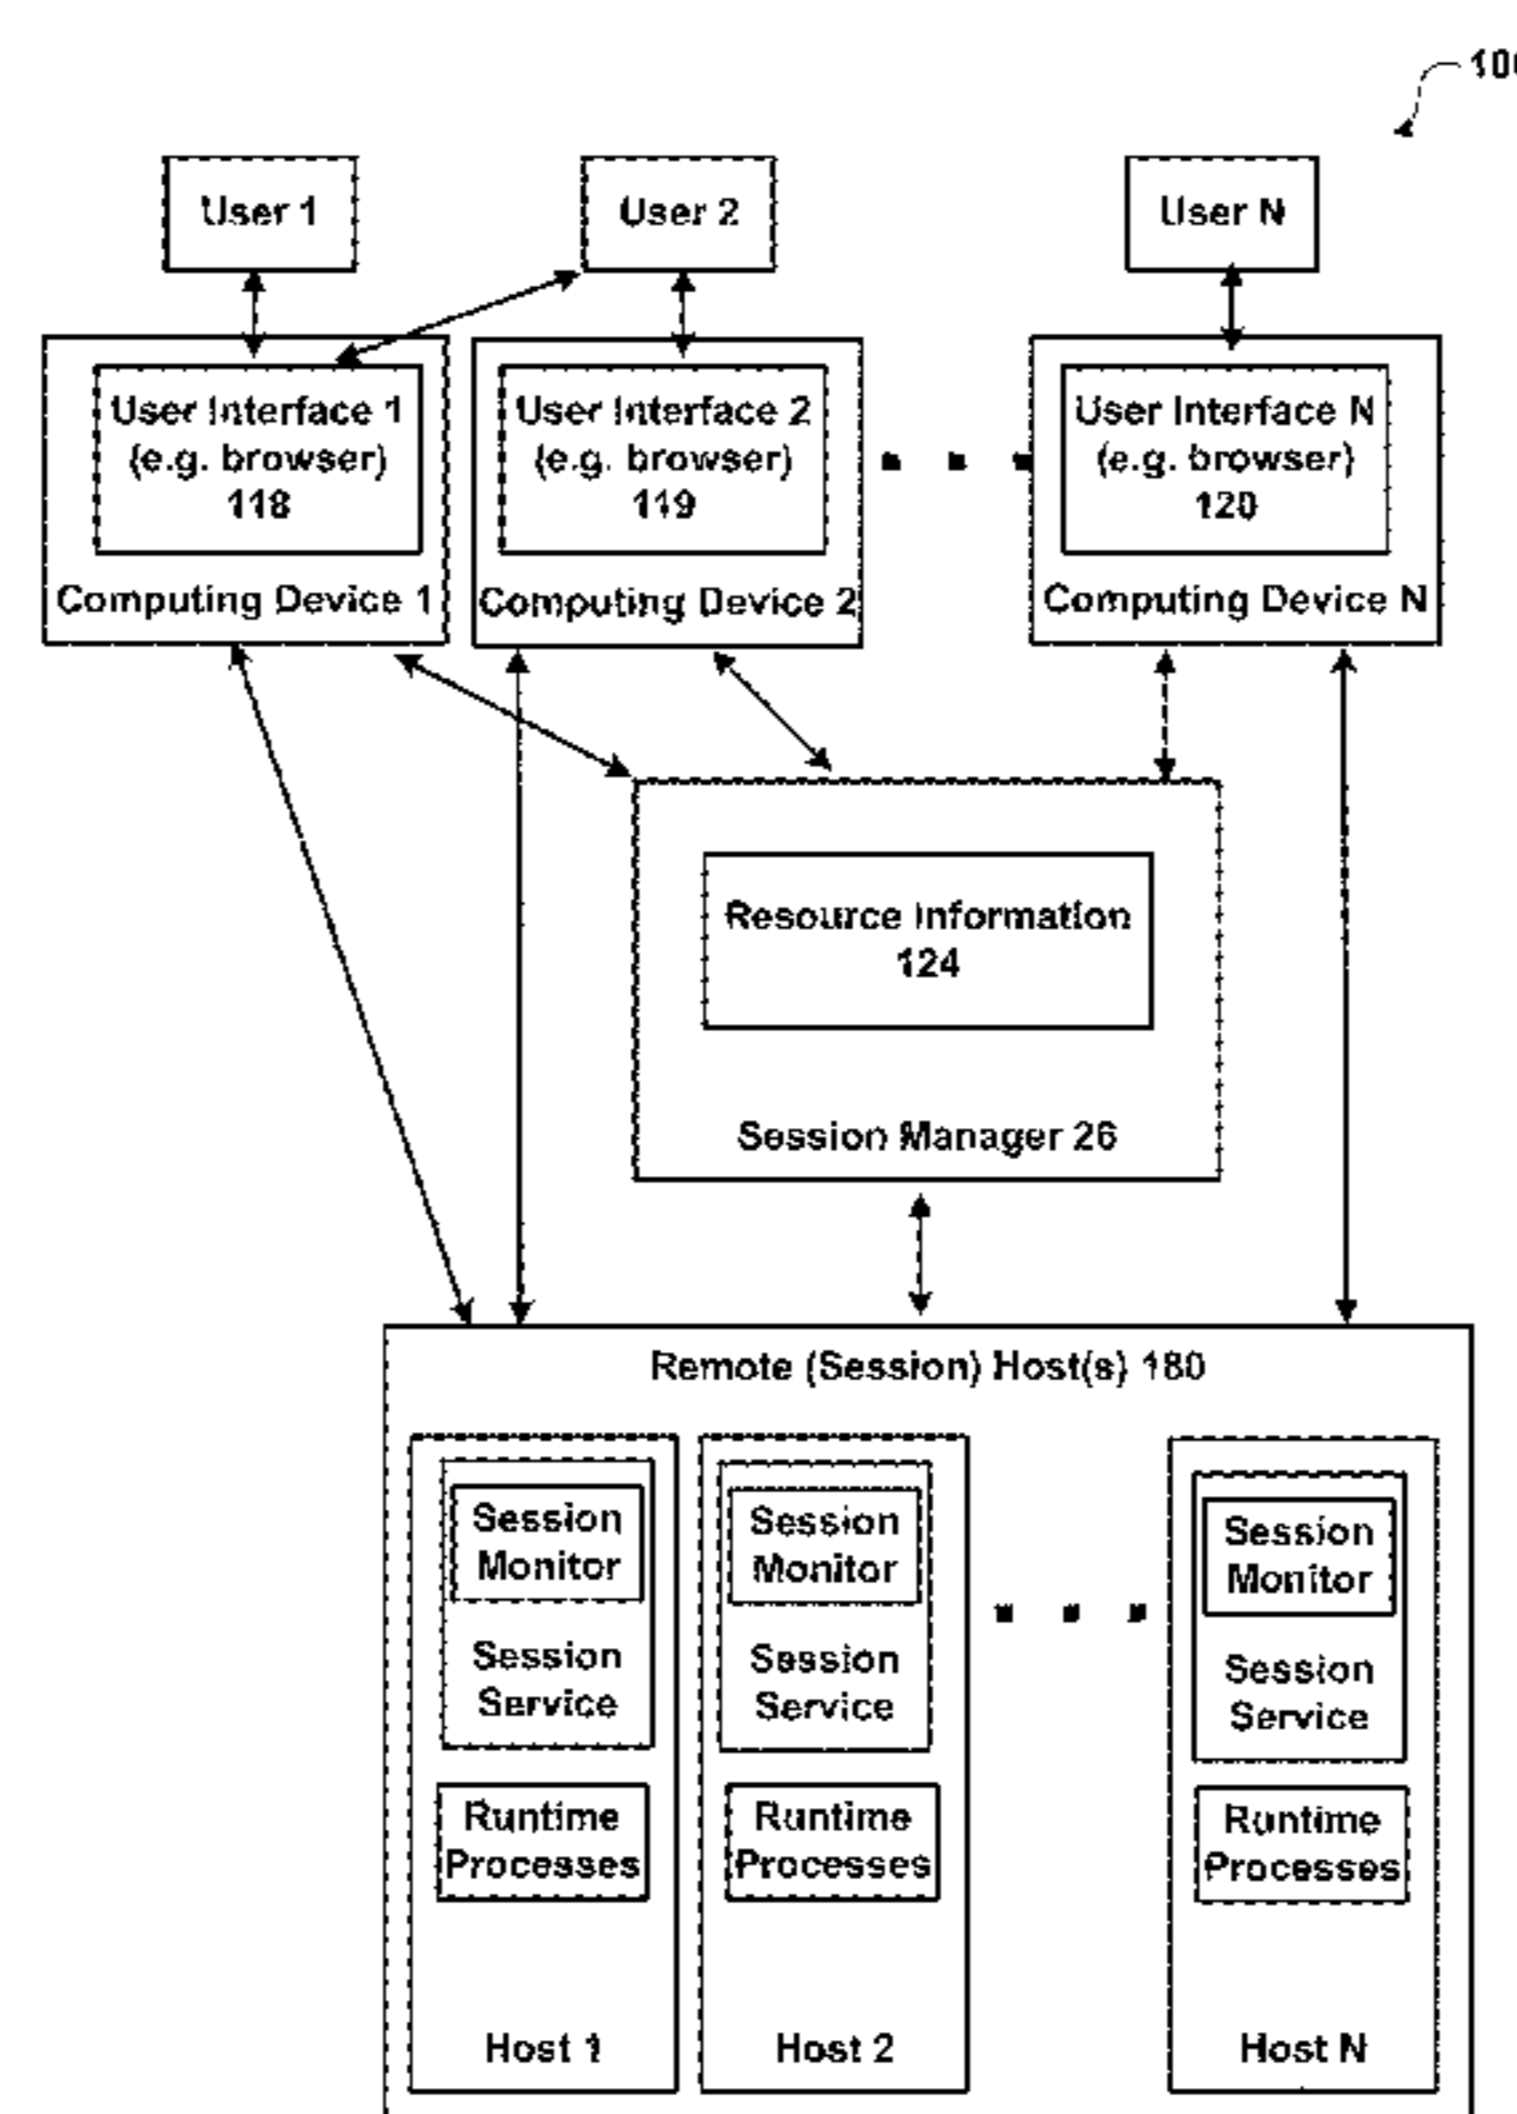 User 1
User 2
User N
User Interface 1
(e.g. browser)
118
User Interface 2
(e.g. browser)
119
User Interface N
(e.g. browser)
120
Computing Device 1
Computing Device 2
Computing Device N
Resource Information
124
Session Manager 26
Remote (Session) Host(s) 180
Session
Monitor
Session
Service
Runtime
Processes
Host 1
Session
Monitor
Session
Service
Runtime
Processes
Host 2
Session
Monitor
Session
Service
Runtime
Processes
Host N